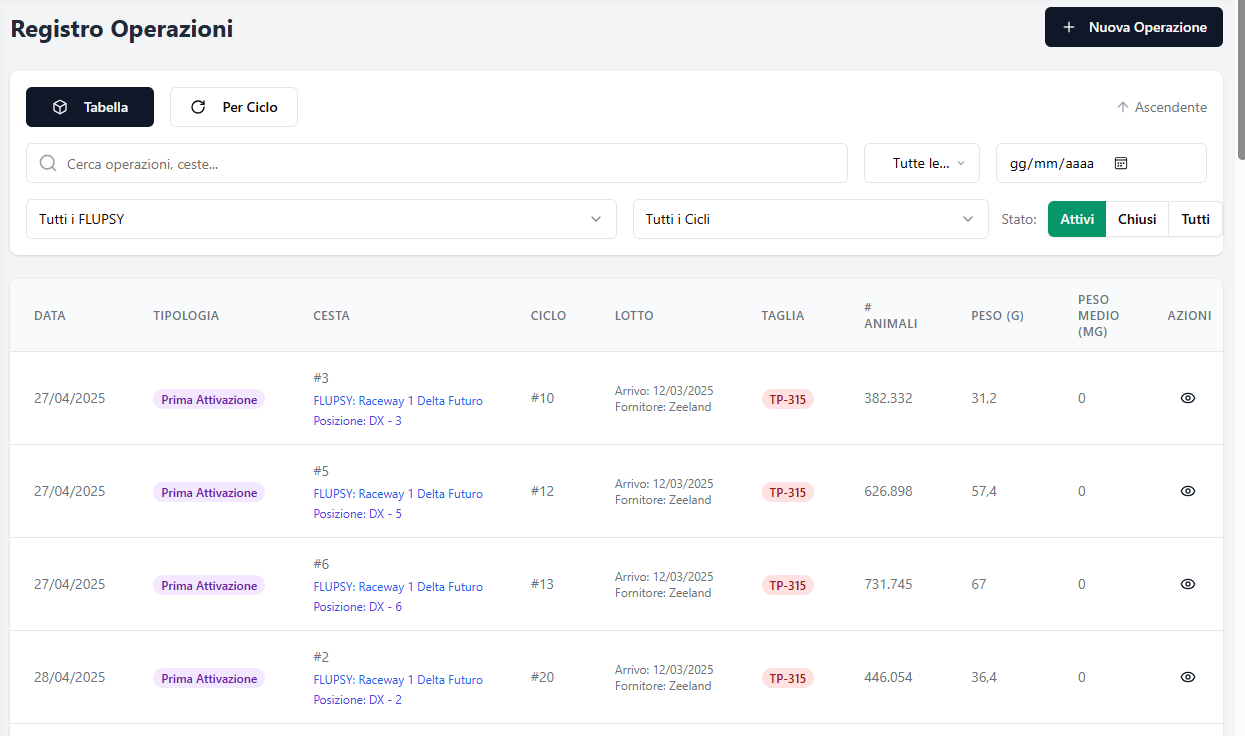 Registro Operazioni
Nuova Operazione
Tabella
Per Ciclo
Ascendente
Cerca operazioni, ceste...
Tutte le...
gg/mm/aaaa
Tutti i FLUPSY
Tutti i Cicli
Stato:
Attivi
Chiusi
Tutti
DATA
TIPOLOGIA
CESTA
CICLO
LOTTO
TAGLIA
#
ANIMALI
PESO (G)
PESO
MEDIO
(MG)
AZIONI
27/04/2025
Prima Attivazione
#3
FLUPSY: Raceway 1 Delta Futuro
Posizione: DX - 3
#10
Arrivo: 12/03/2025
Fornitore: Zeeland
TP-315
382.332
31,2
0
27/04/2025
Prima Attivazione
#5
FLUPSY: Raceway 1 Delta Futuro
Posizione: DX - 5
#12
Arrivo: 12/03/2025
Fornitore: Zeeland
TP-315
626.898
57,4
0
27/04/2025
Prima Attivazione
#6
FLUPSY: Raceway 1 Delta Futuro
Posizione: DX - 6
#13
Arrivo: 12/03/2025
Fornitore: Zeeland
TP-315
731.745
67
0
28/04/2025
Prima Attivazione
#2
FLUPSY: Raceway 1 Delta Futuro
Posizione: DX - 2
#20
Arrivo: 12/03/2025
Fornitore: Zeeland
TP-315
446.054
36,4
0